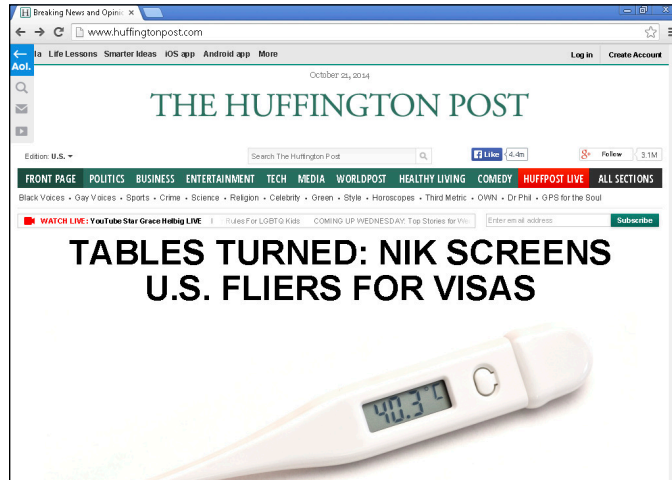 Breaking News and Opini
www.huffingtonpost.com
la Life Lessons Smarter Ideas iOS app Android app More Log in Create Account
Aol.
October 21, 2014
THE HUFFINGTON POST
Edition: U.S. Search The Huffington Post Like 4.4m Follow 3.1M
FRONT PAGE POLITICS BUSINESS ENTERTAINMENT TECH MEDIA WORLDPOST HEALTHY LIVING COMEDY HUFFPOST LIVE ALL SECTIONS
Black Voices • Gay Voices • Sports • Crime • Science • Religion • Celebrity • Green • Style • Horoscopes • Third Metric • OWN • Dr Phil • GPS for the Soul
WATCH LIVE: YouTube Star Grace Helbig LIVE | Rules For LGBTQ Kids COMING UP WEDNESDAY: Top Stories for We Enter email address Subscribe
TABLES TURNED: NIK SCREENS
U.S. FLIERS FOR VISAS
40.3°C